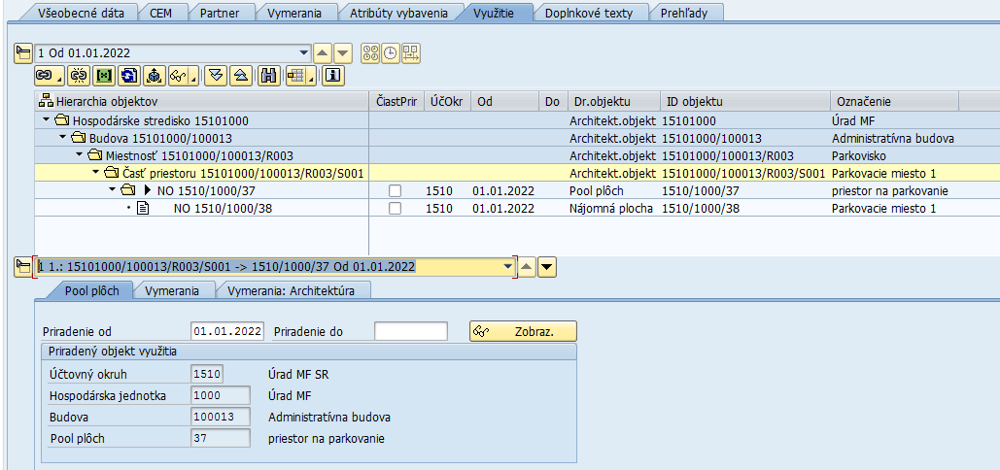 Všeobecné dáta CEM Partner Vymerania Atribúty vybavenia Využitie Doplnkové texty Prehľady
1 Od 01.01.2022
Hierarchia objektov ČiastPrir ÚčOkr Od Do Dr.objektu ID objektu Označenie
Hospodárske stredisko 15101000 Architekt.objekt 15101000 Úrad MF
Budova 15101000/100013 Architekt.objekt 15101000/100013 Administratívna budova
Miestnosť 15101000/100013/R003 Architekt.objekt 15101000/100013/R003 Parkovisko
Časť priestoru 15101000/100013/R003/S001 Architekt.objekt 15101000/100013/R003/S001 Parkovacie miesto 1
NO 1510/1000/37 1510 01.01.2022 Pool plôch 1510/1000/37 priestor na parkovanie
NO 1510/1000/38 1510 01.01.2022 Nájomná plocha 1510/1000/38 Parkovacie miesto 1
1 1.: 15101000/100013/R003/S001 -> 1510/1000/37 Od 01.01.2022
Pool plôch Vymerania Vymerania: Architektúra
Priradenie od 01.01.2022 Priradenie do Zobraz.
Priradený objekt využitia
Účtovný okruh 1510 Úrad MF SR
Hospodárska jednotka 1000 Úrad MF
Budova 100013 Administratívna budova
Pool plôch 37 priestor na parkovanie